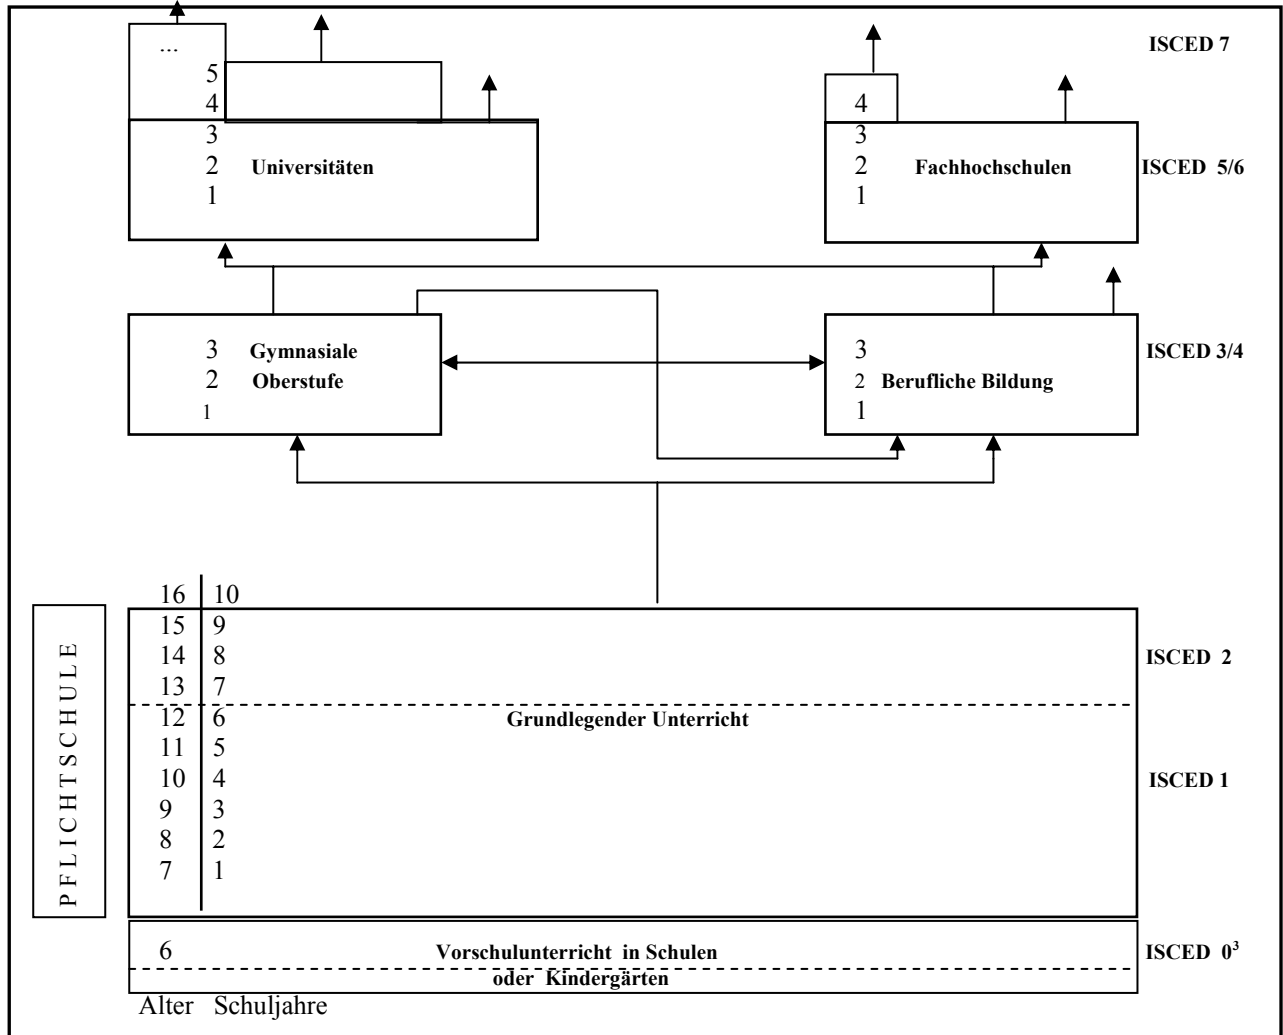 ... ISCED 7
5
4 4
3 3
2 Universitäten 2 Fachhochschulen ISCED 5/6
1 1
3 Gymnasiale 3 ISCED 3/4
2 Oberstufe 2 Berufliche Bildung
1 1
16 10
15 9
14 8 ISCED 2
13 7
12 6 Grundlegender Unterricht
11 5
10 4 ISCED 1
9 3
8 2
7 1
PFLICHTSCHULE
6 Vorschulunterricht in Schulen ISCED 0³
oder Kindergärten
Alter Schuljahre